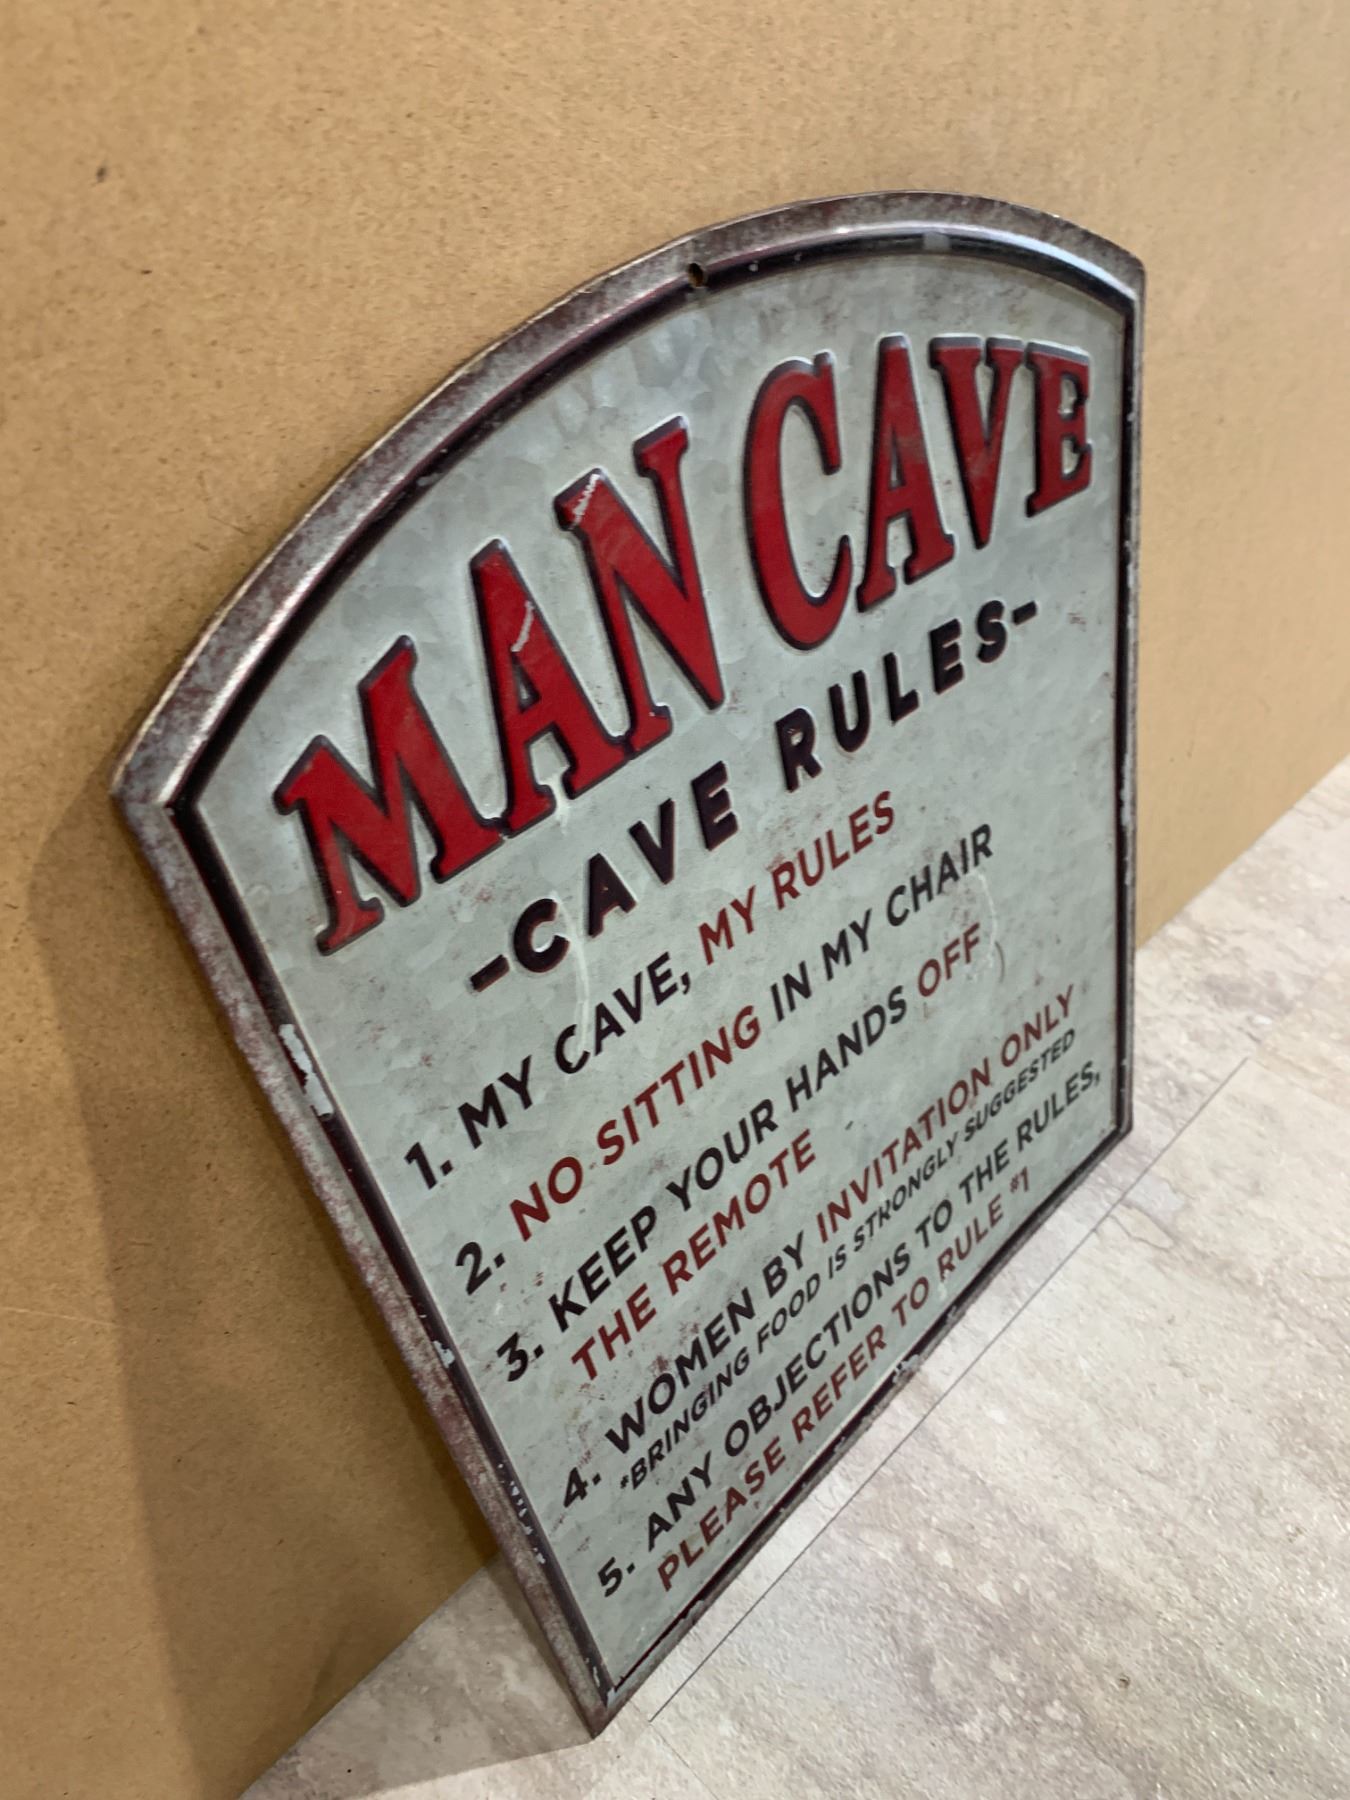 MAN CAVE
-CAVE RULES-
1. MY CAVE, MY RULES
2. NO SITTING IN MY CHAIR
3. KEEP YOUR HANDS OFF
THE REMOTE
4. WOMEN BY INVITATION ONLY
*BRINGING FOOD IS STRONGLY SUGGESTED
5. ANY OBJECTIONS TO THE RULES,
PLEASE REFER TO RULE #1